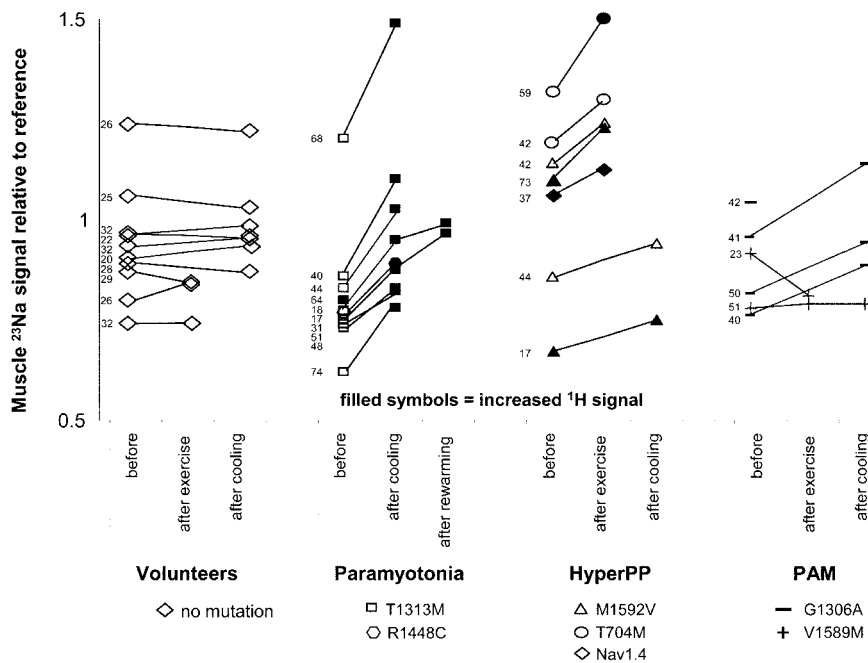 Muscle ²³Na signal relative to reference
1.5
1
0.5
26
25
32
22
32
20
28
29
26
32
68
40
44
64
18
17
31
51
48
74
59
42
42
73
37
44
17
42
41
23
50
51
40
filled symbols = increased ¹H signal
before
after exercise
after cooling
before
after cooling
after rewarming
before
after exercise
after cooling
before
after exercise
after cooling
Volunteers
no mutation
Paramyotonia
T1313M
R1448C
HyperPP
M1592V
T704M
Nav1.4
PAM
G1306A
V1589M